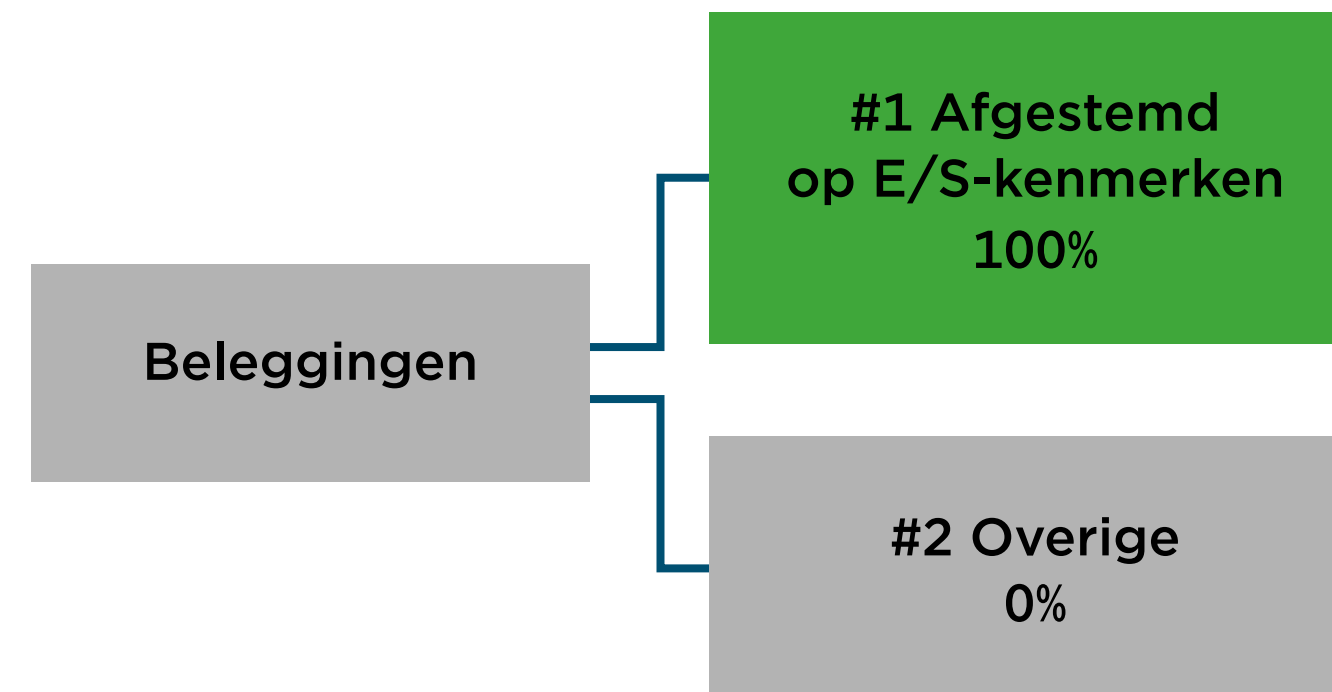 #1 Afgestemd
op E/S-kenmerken
100%
Beleggingen
#2 Overige
0%